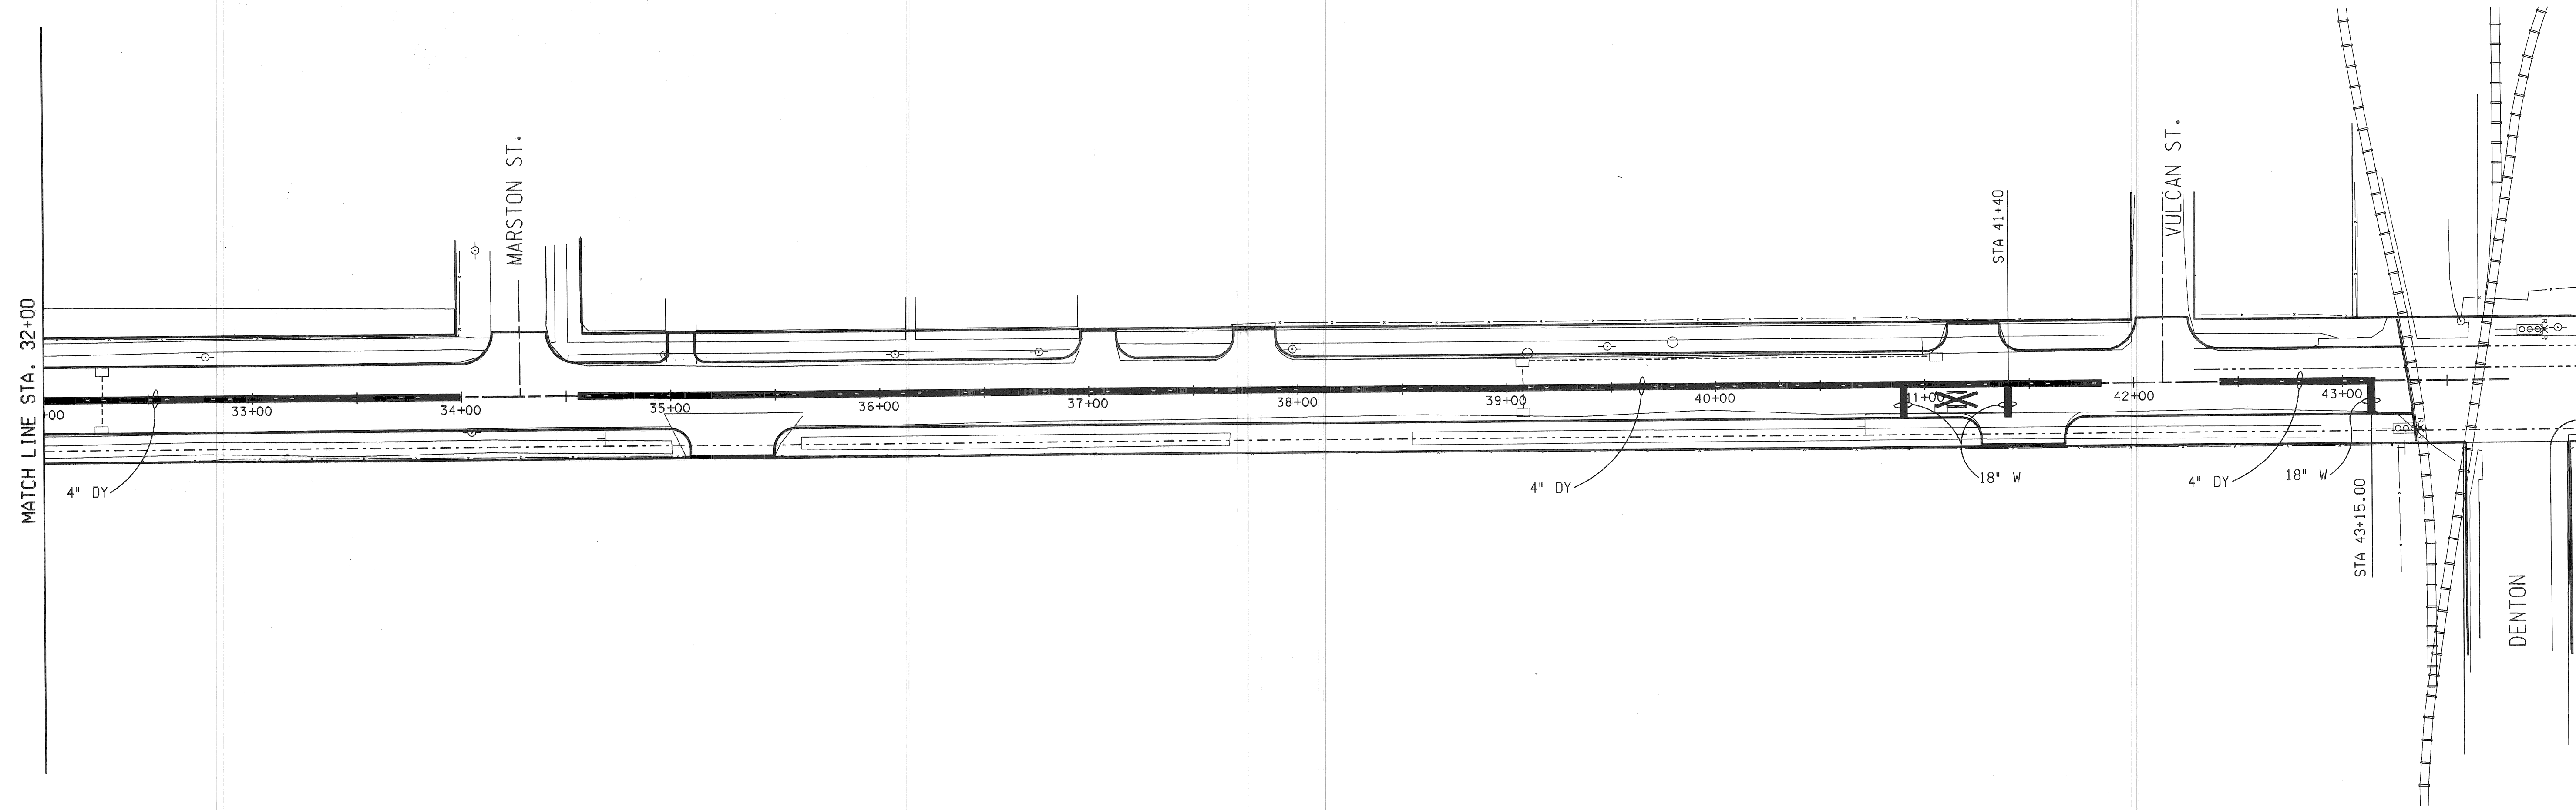 MATCH LINE STA. 32+00
MARSTON ST.
STA 41+40
VULCAN ST.
+00
33+00
34+00
35+00
36+00
37+00
38+00
39+00
40+00
41+00
42+00
43+00
4" DY
4" DY
18" W
4" DY
18" W
STA 43+15.00
DENTON